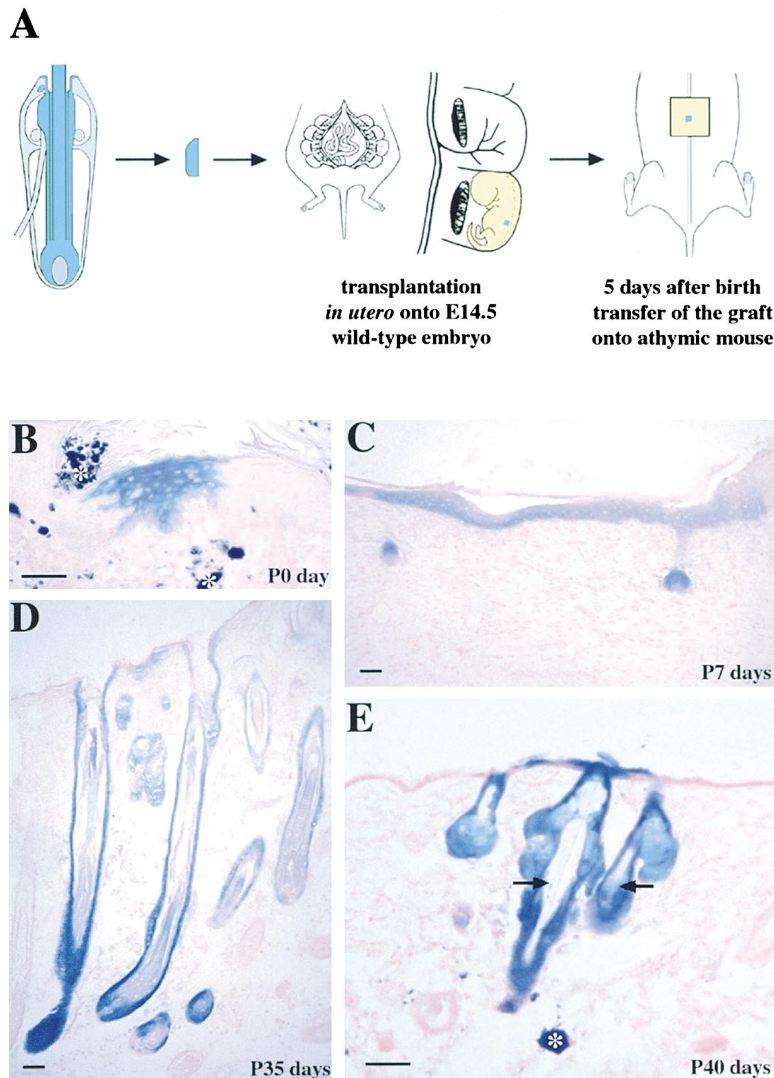 A
transplantation
in utero onto E14.5
wild-type embryo
5 days after birth
transfer of the graft
onto athymic mouse
B
*
*
P0 day
C
P7 days
D
P35 days
E
*
P40 days